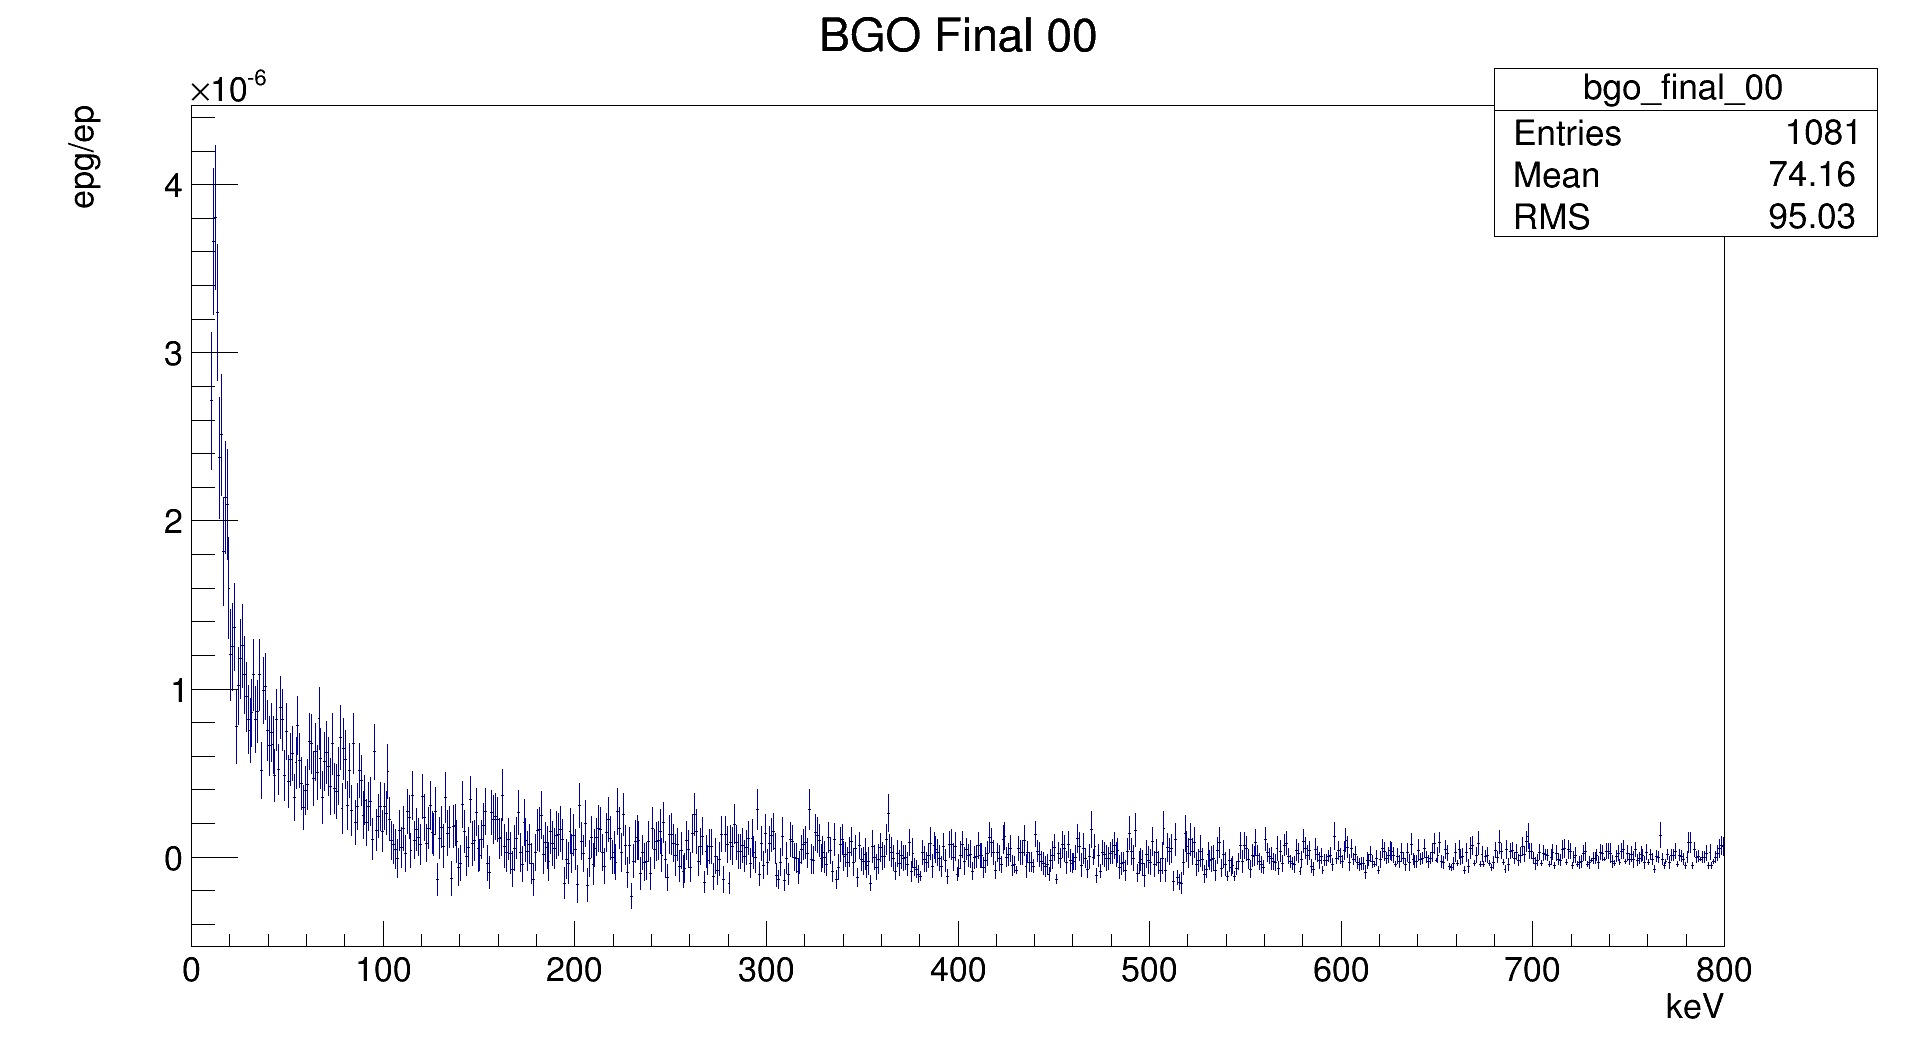 BGO Final 00
×10-6
epg/ep
bgo_final_00
Entries 1081
Mean 74.16
RMS 95.03
4
3
2
1
0
0 100 200 300 400 500 600 700 800
keV